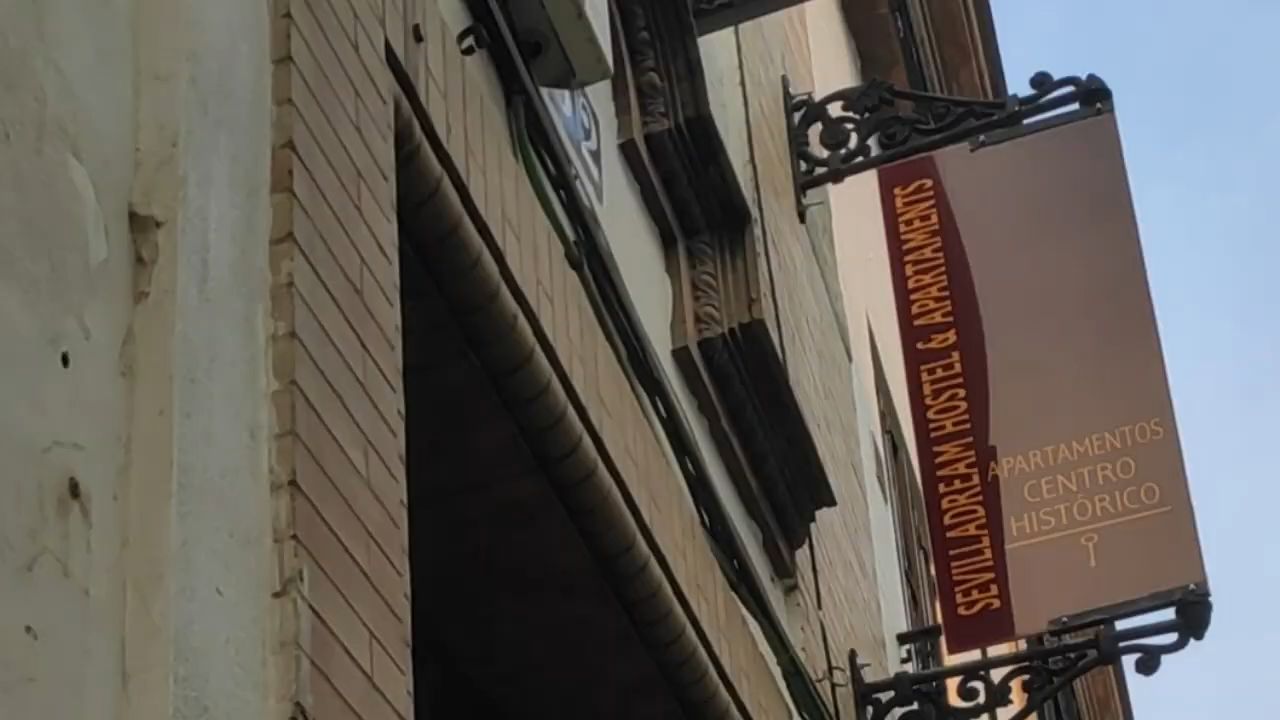 SEVILLADREAM HOSTEL & APARTAMENTS
APARTAMENTOS
CENTRO
HISTÓRICO